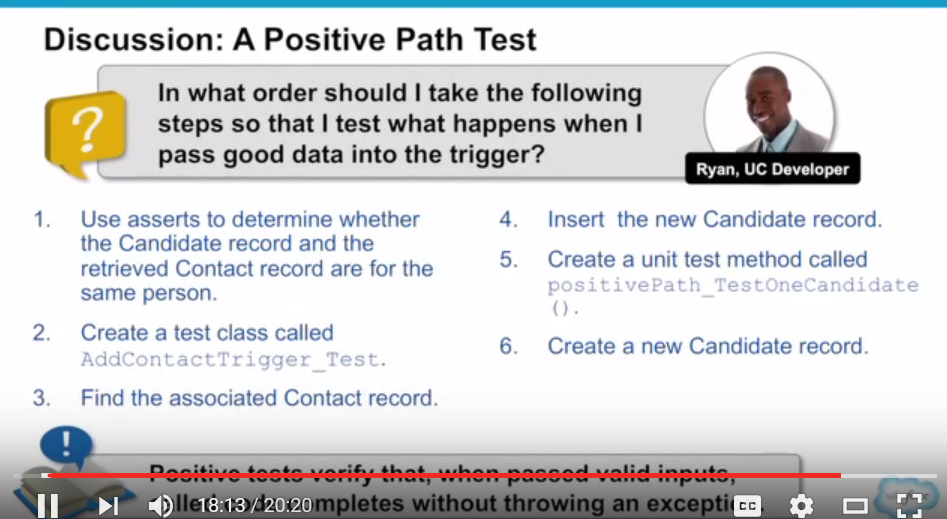 Discussion: A Positive Path Test
?
In what order should I take the following
steps so that I test what happens when I
pass good data into the trigger?
Ryan, UC Developer
1. Use asserts to determine whether
the Candidate record and the
retrieved Contact record are for the
same person.
2. Create a test class called
AddContactTrigger_Test.
3. Find the associated Contact record.
4. Insert the new Candidate record.
5. Create a unit test method called
positivePath_TestOneCandidate
().
6. Create a new Candidate record.
!
Positive tests verify that, when passed valid inputs,
completes without throwing an
18:13 / 20:20
CC